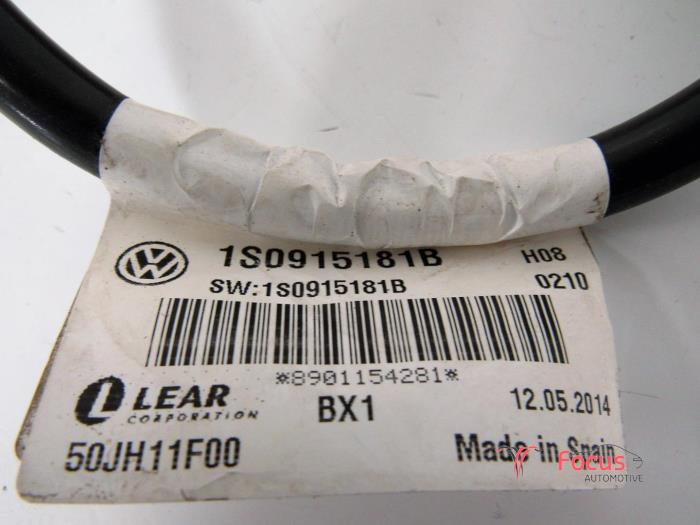 1S0915181B H08
SW:1S0915181B 0210
*8901154281*
LEAR
CORPORATION
BX1 12.05.2014
50JH11F00 Made in Spain
Focus
AUTOMOTIVE